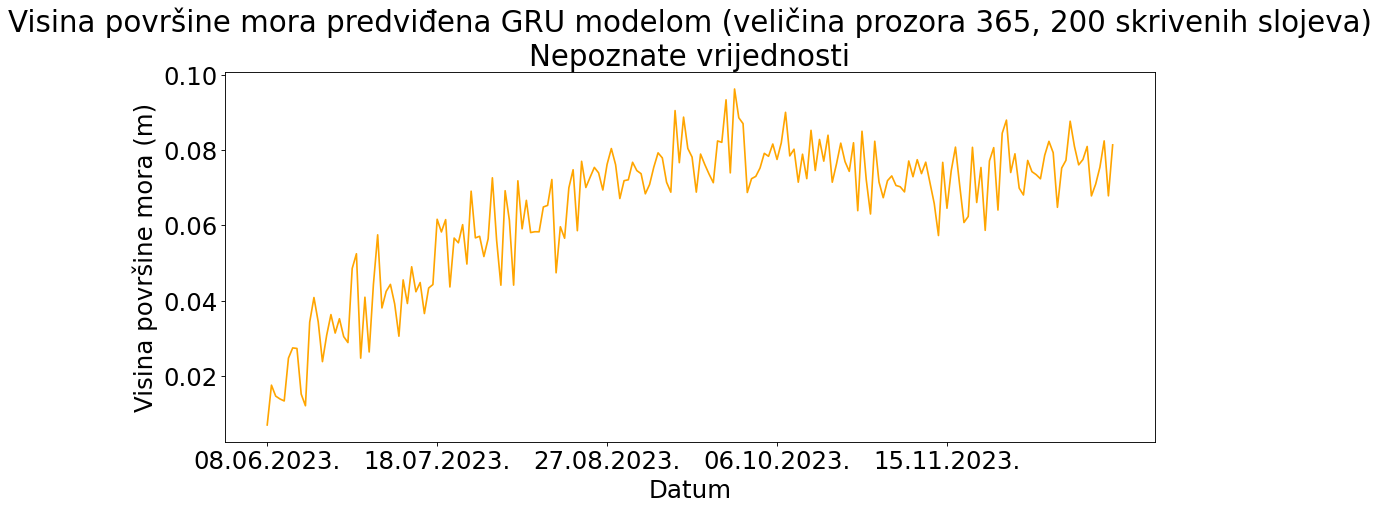 Visina površine mora predviđena GRU modelom (veličina prozora 365, 200 skrivenih slojeva)
Nepoznate vrijednosti
0.10
0.08
0.06
0.04
0.02
Visina površine mora (m)
08.06.2023. 18.07.2023. 27.08.2023. 06.10.2023. 15.11.2023.
Datum